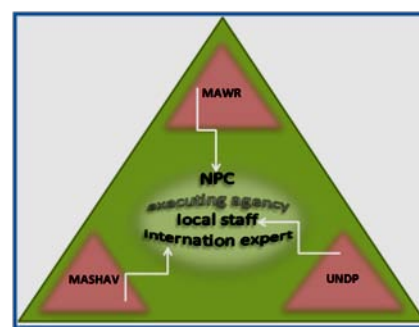 MAWR
NPC
executing agency
local staff
internation expert
MASHAV
UNDP